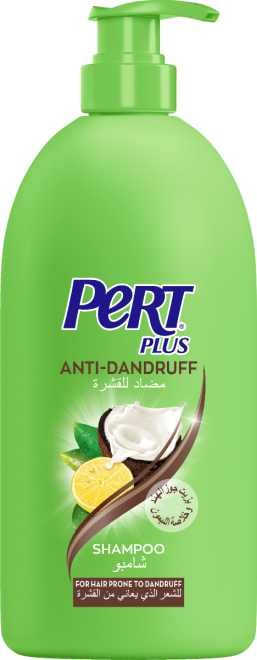 PERT
PLUS
ANTI-DANDRUFF
مضاد للقشرة
بزيت جوز الهند
وخلاصة الليمون
SHAMPOO
شامبو
FOR HAIR PRONE TO DANDRUFF
للشعر الذي يعاني من القشرة